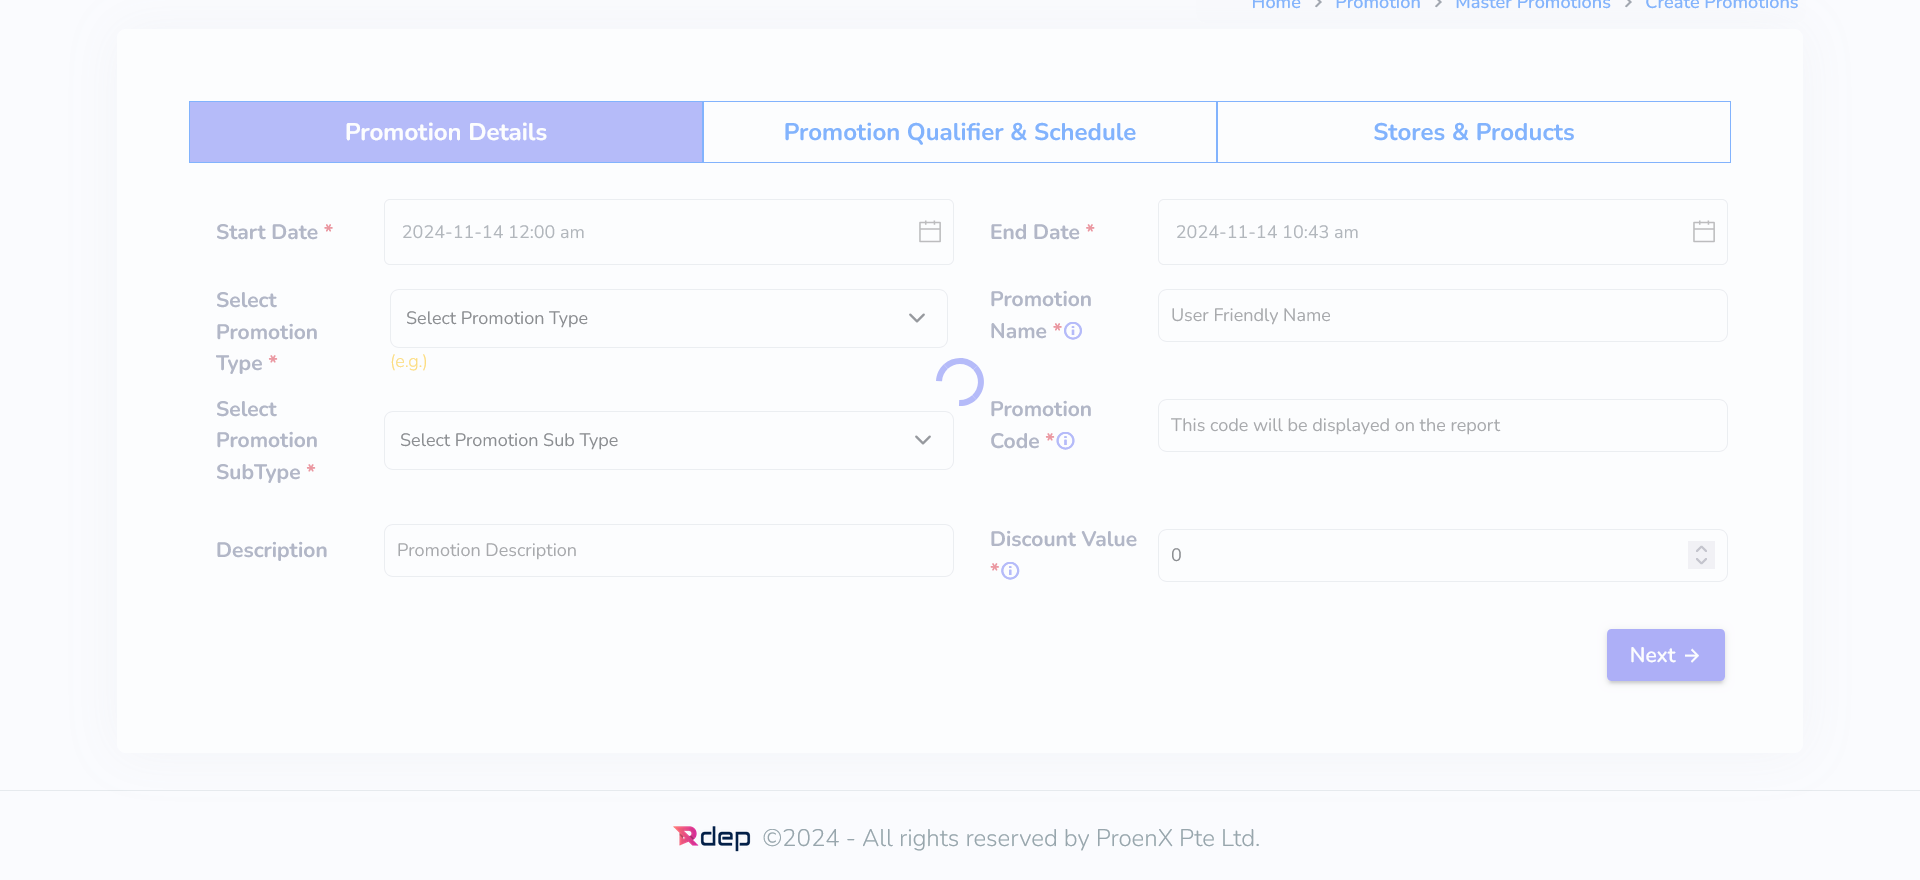 Home > Promotion > Master Promotions > Create Promotions
Promotion Details
Promotion Qualifier & Schedule
Stores & Products
Start Date *
2024-11-14 12:00 am
End Date *
2024-11-14 10:43 am
Select
Promotion
Type *
Select Promotion Type
(e.g.)
Promotion
Name *
User Friendly Name
Select
Promotion
SubType *
Select Promotion Sub Type
Promotion
Code *
This code will be displayed on the report
Description
Promotion Description
Discount Value
*
0
Next →
Rdep ©2024 - All rights reserved by ProenX Pte Ltd.